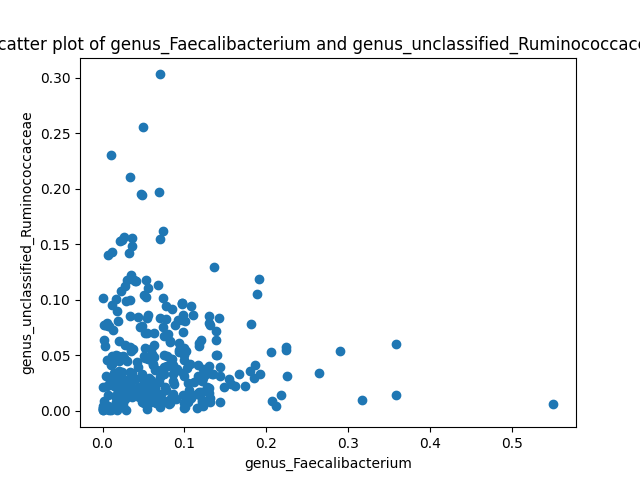 catter plot of genus_Faecalibacterium and genus_unclassified_Ruminococcace
genus_unclassified_Ruminococcaceae
0.30
0.25
0.20
0.15
0.10
0.05
0.00
0.0 0.1 0.2 0.3 0.4 0.5
genus_Faecalibacterium